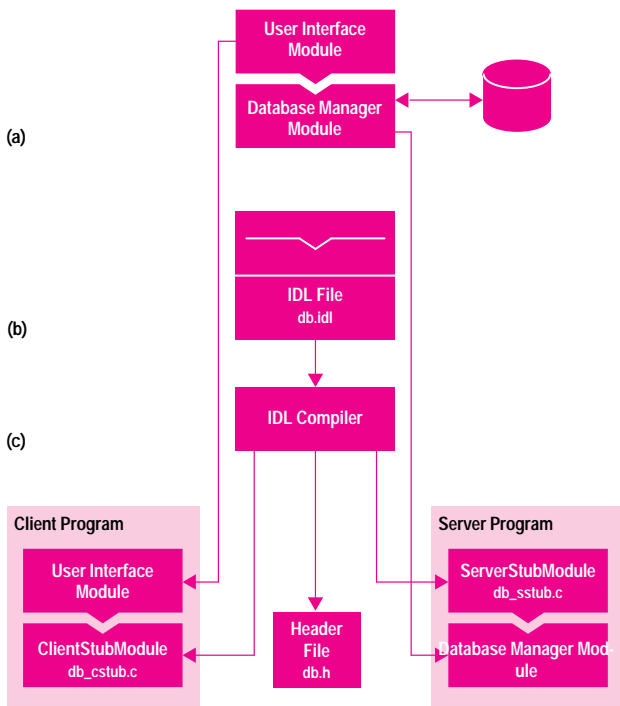 User Interface
Module
Database Manager
Module
(a)
IDL File
db.idl
(b)
IDL Compiler
(c)
Client Program
User Interface
Module
ClientStubModule
db_cstub.c
Header
File
db.h
Server Program
ServerStubModule
db_sstub.c
Database Manager Mod-
ule